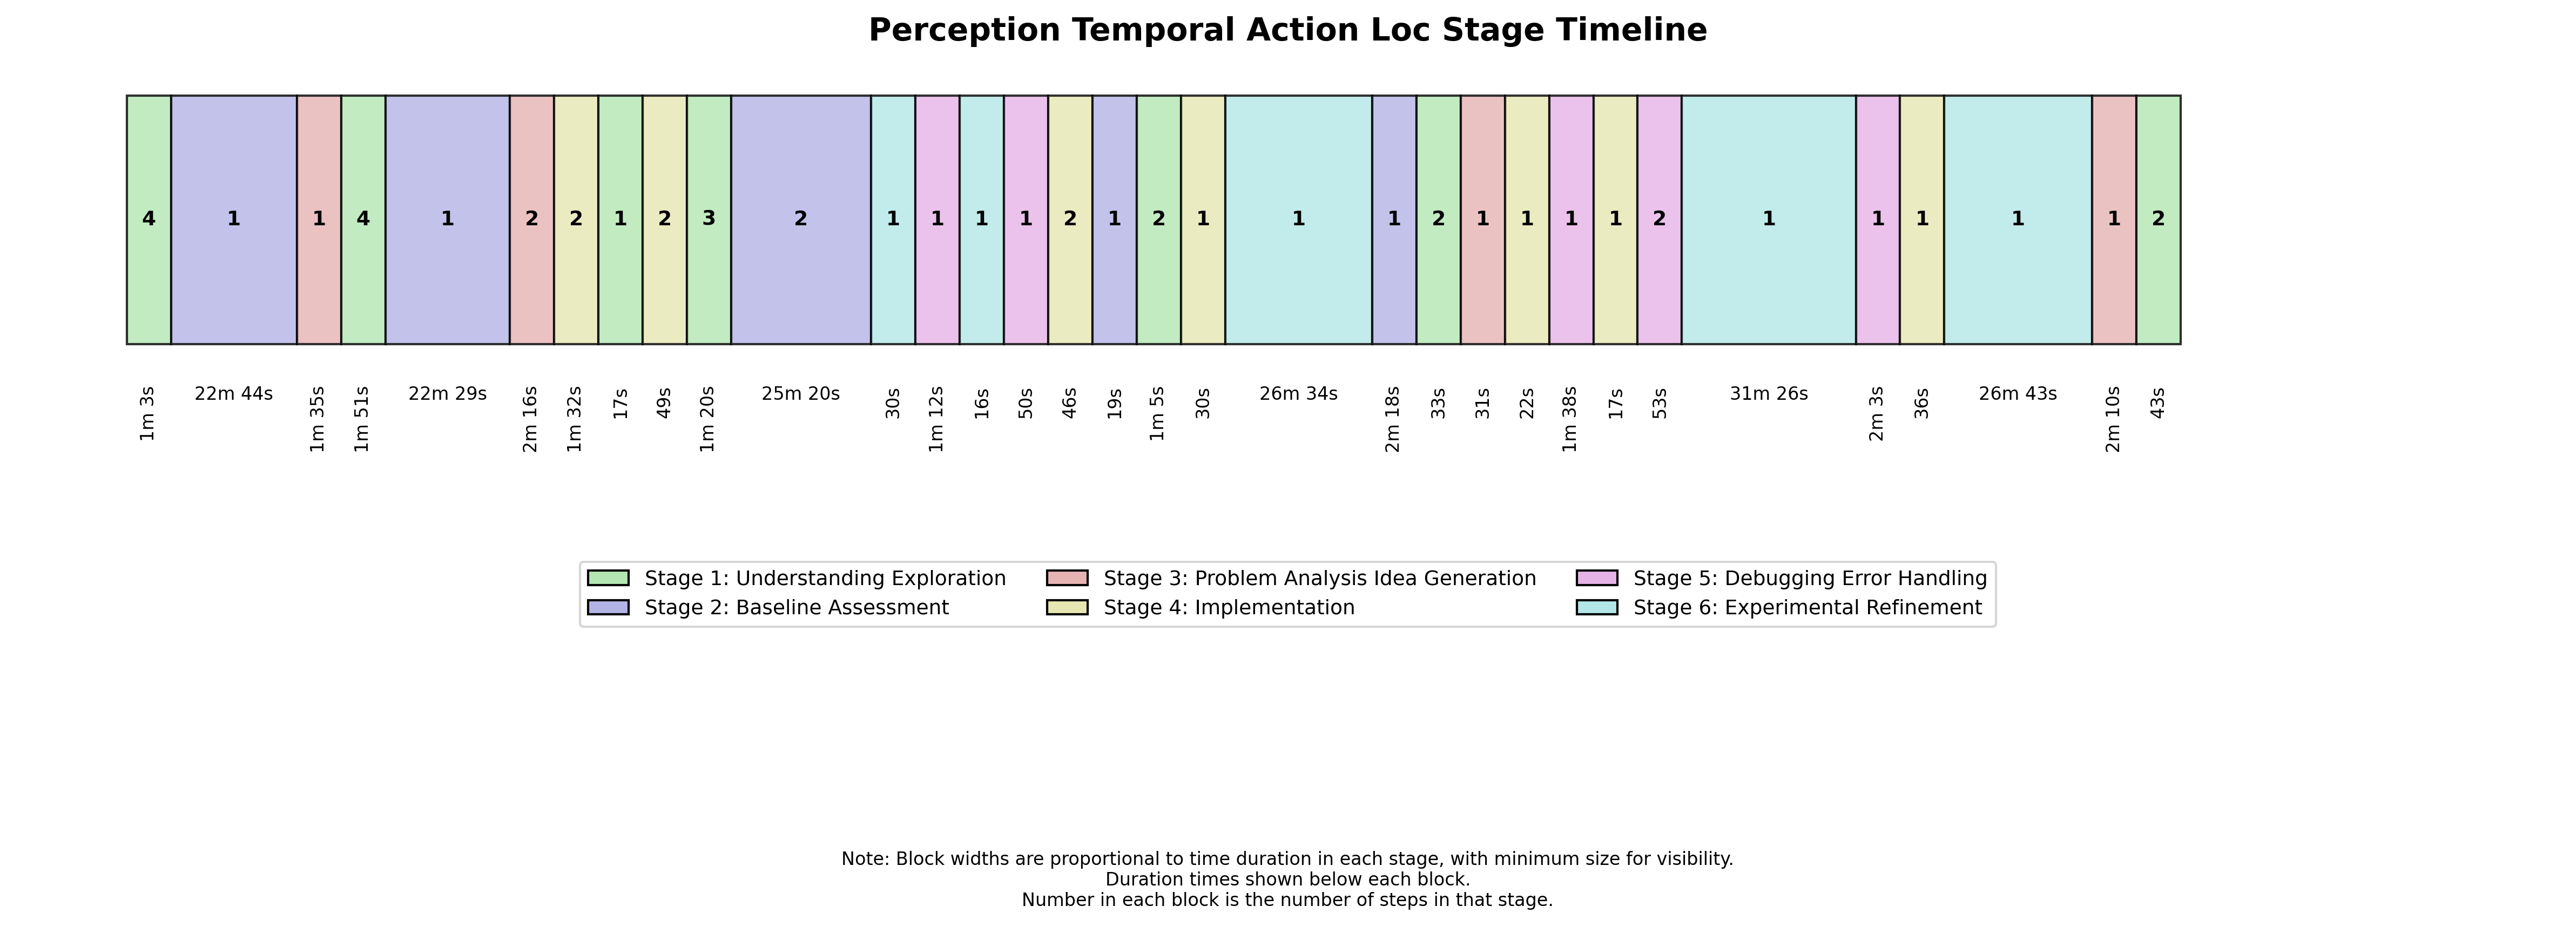 Perception Temporal Action Loc Stage Timeline
4 1 1 4 1 2 2 1 2 3 2 1 1 1 1 2 1 2 1 1 1 2 1 1 1 1 2 1 1 1 1 1 2
1m 3s 22m 44s 1m 35s 1m 51s 22m 29s 2m 16s 1m 32s 17s 49s 1m 20s 25m 20s 30s 1m 12s 16s 50s 46s 19s 1m 5s 30s 26m 34s 2m 18s 33s 31s 22s 1m 38s 17s 53s 31m 26s 2m 3s 36s 26m 43s 2m 10s 43s
Stage 1: Understanding Exploration
Stage 2: Baseline Assessment
Stage 3: Problem Analysis Idea Generation
Stage 4: Implementation
Stage 5: Debugging Error Handling
Stage 6: Experimental Refinement
Note: Block widths are proportional to time duration in each stage, with minimum size for visibility.
Duration times shown below each block.
Number in each block is the number of steps in that stage.